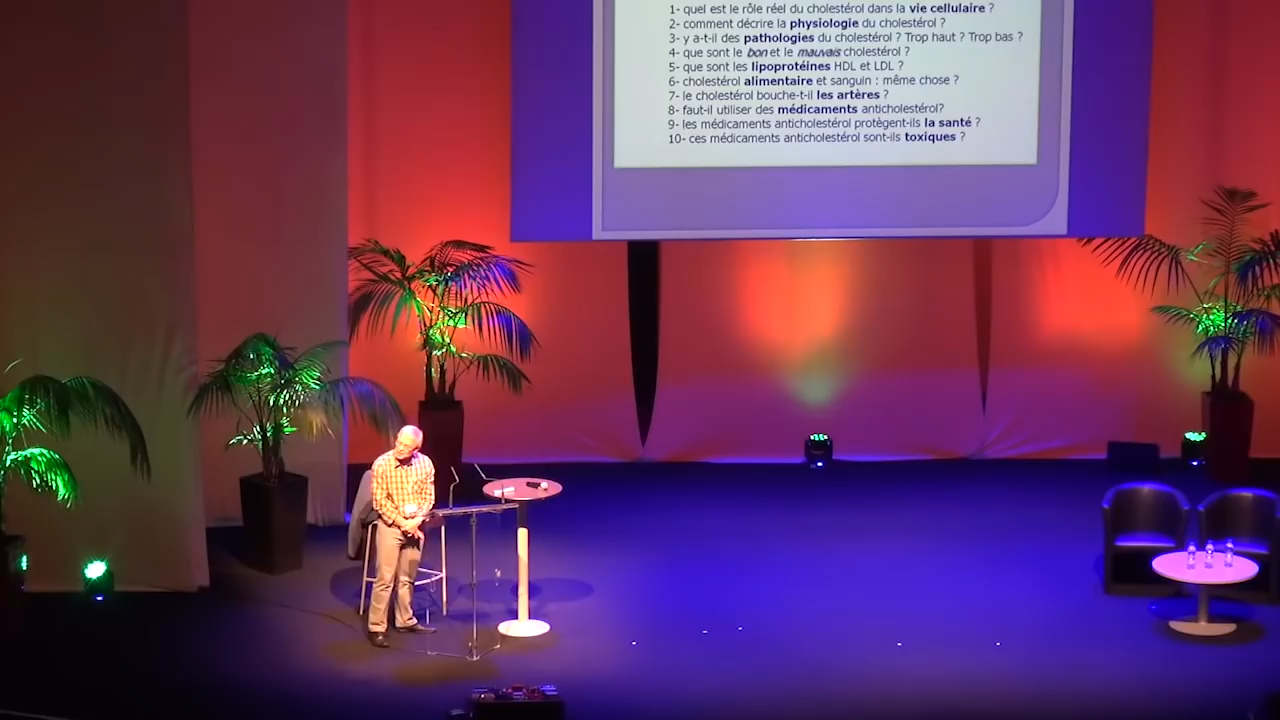 1- quel est le rôle réel du cholestérol dans la vie cellulaire ?
2- comment décrire la physiologie du cholestérol ?
3- y a-t-il des pathologies du cholestérol ? Trop haut ? Trop bas ?
4- que sont le bon et le mauvais cholestérol ?
5- que sont les lipoprotéines HDL et LDL ?
6- cholestérol alimentaire et sanguin : même chose ?
7- le cholestérol bouche-t-il les artères ?
8- faut-il utiliser des médicaments anticholestérol?
9- les médicaments anticholestérol protègent-ils la santé ?
10- ces médicaments anticholestérol sont-ils toxiques ?